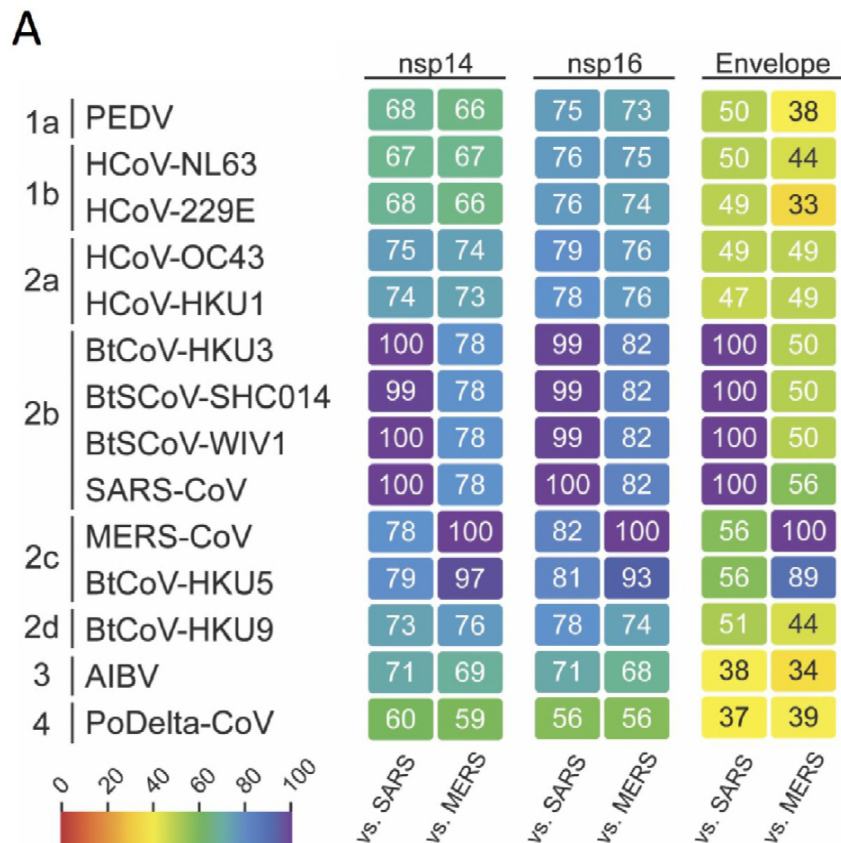 A
nsp14 nsp16 Envelope
1a PEDV 68 66 75 73 50 38
1b HCoV-NL63 67 67 76 75 50 44
HCoV-229E 68 66 76 74 49 33
2a HCoV-OC43 75 74 79 76 49 49
HCoV-HKU1 74 73 78 76 47 49
2b BtCoV-HKU3 100 78 99 82 100 50
BtSCoV-SHC014 99 78 99 82 100 50
BtSCoV-WIV1 100 78 99 82 100 50
SARS-CoV 100 78 100 82 100 56
2c MERS-CoV 78 100 82 100 56 100
BtCoV-HKU5 79 97 81 93 56 89
2d BtCoV-HKU9 73 76 78 74 51 44
3 AIBV 71 69 71 68 38 34
4 PoDelta-CoV 60 59 56 56 37 39
0 20 40 60 80 100
vs. SARS vs. MERS vs. SARS vs. MERS vs. SARS vs. MERS